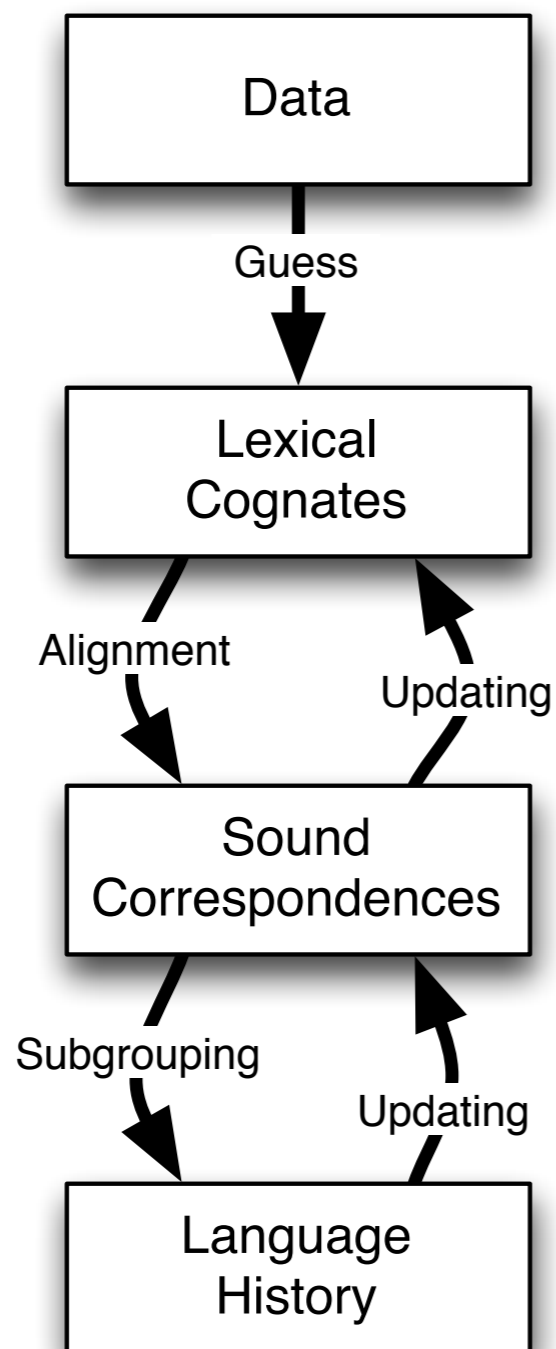 Data
Guess
Lexical
Cognates
Alignment
Updating
Sound
Correspondences
Subgrouping
Updating
Language
History